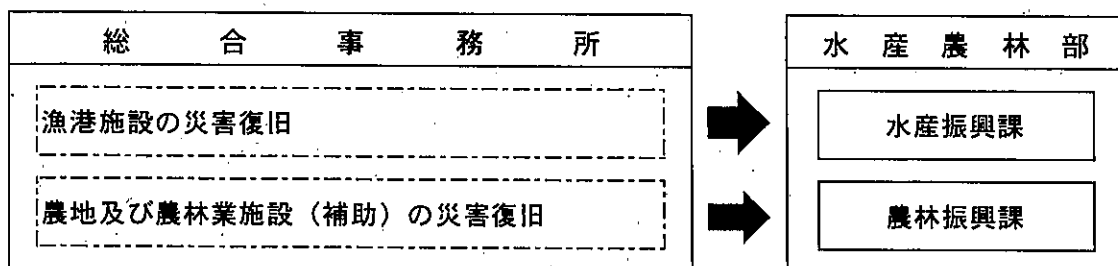 総合事務所
漁港施設の災害復旧
農地及び農林業施設(補助)の災害復旧
水産農林部
水産振興課
農林振興課